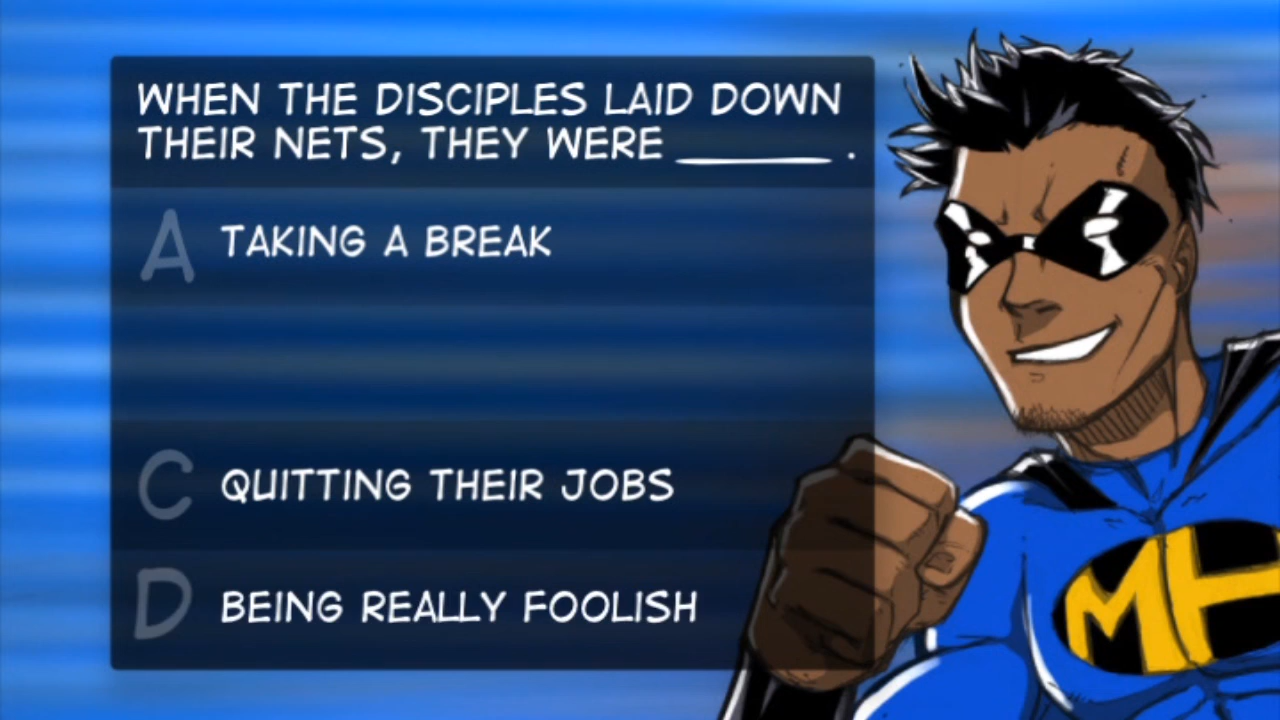 WHEN THE DISCIPLES LAID DOWN
THEIR NETS, THEY WERE ______ .
A TAKING A BREAK
C QUITTING THEIR JOBS
D BEING REALLY FOOLISH
MH